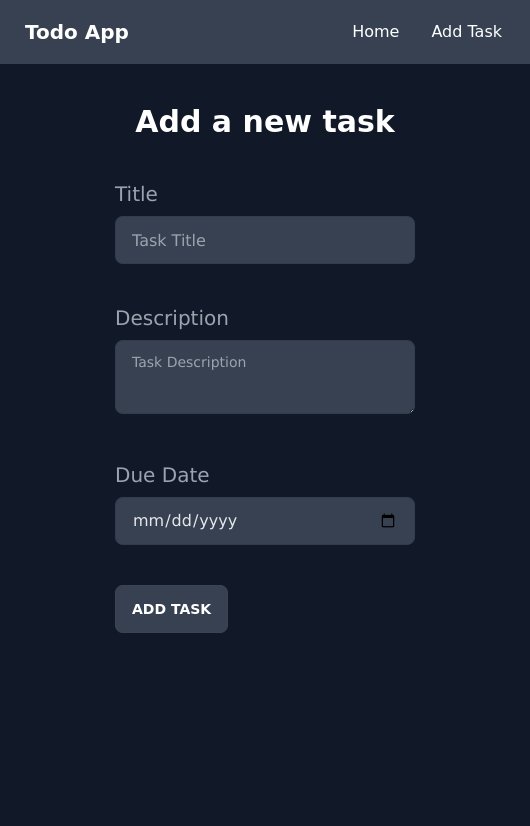 Todo App
Home
Add Task
Add a new task
Title
Task Title
Description
Task Description
Due Date
mm/dd/yyyy
ADD TASK